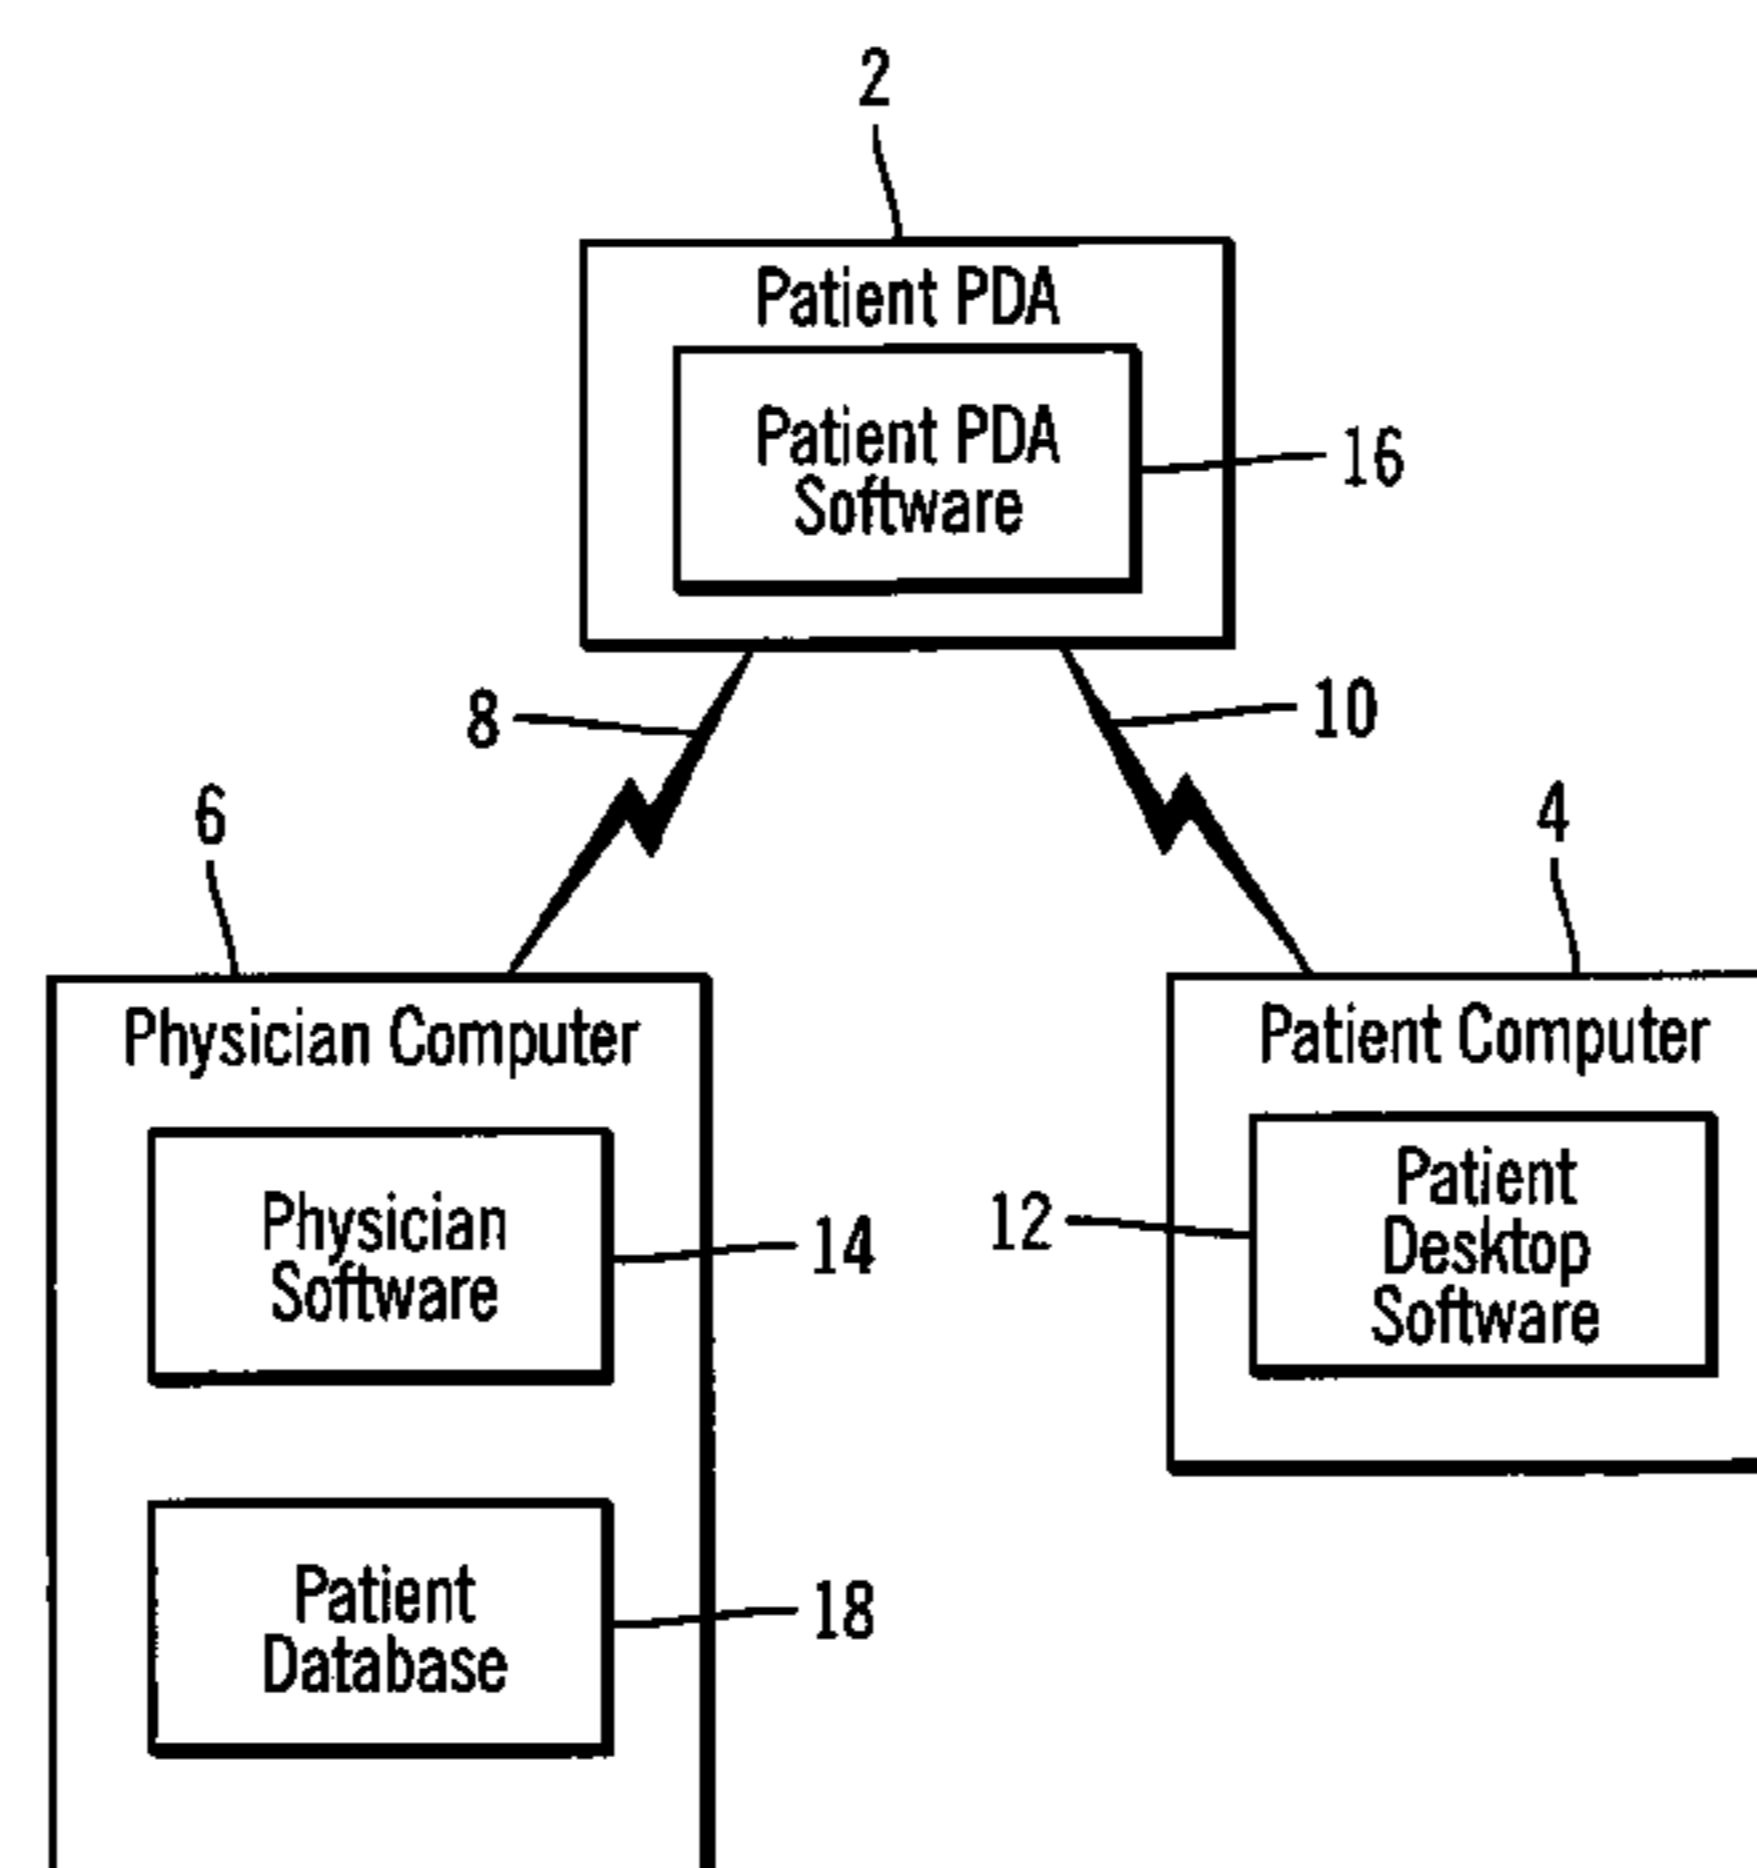 2
Patient PDA
Patient PDA
Software
16
8
10
6
4
Physician Computer
Physician
Software
14
Patient
Database
18
Patient Computer
12
Patient
Desktop
Software